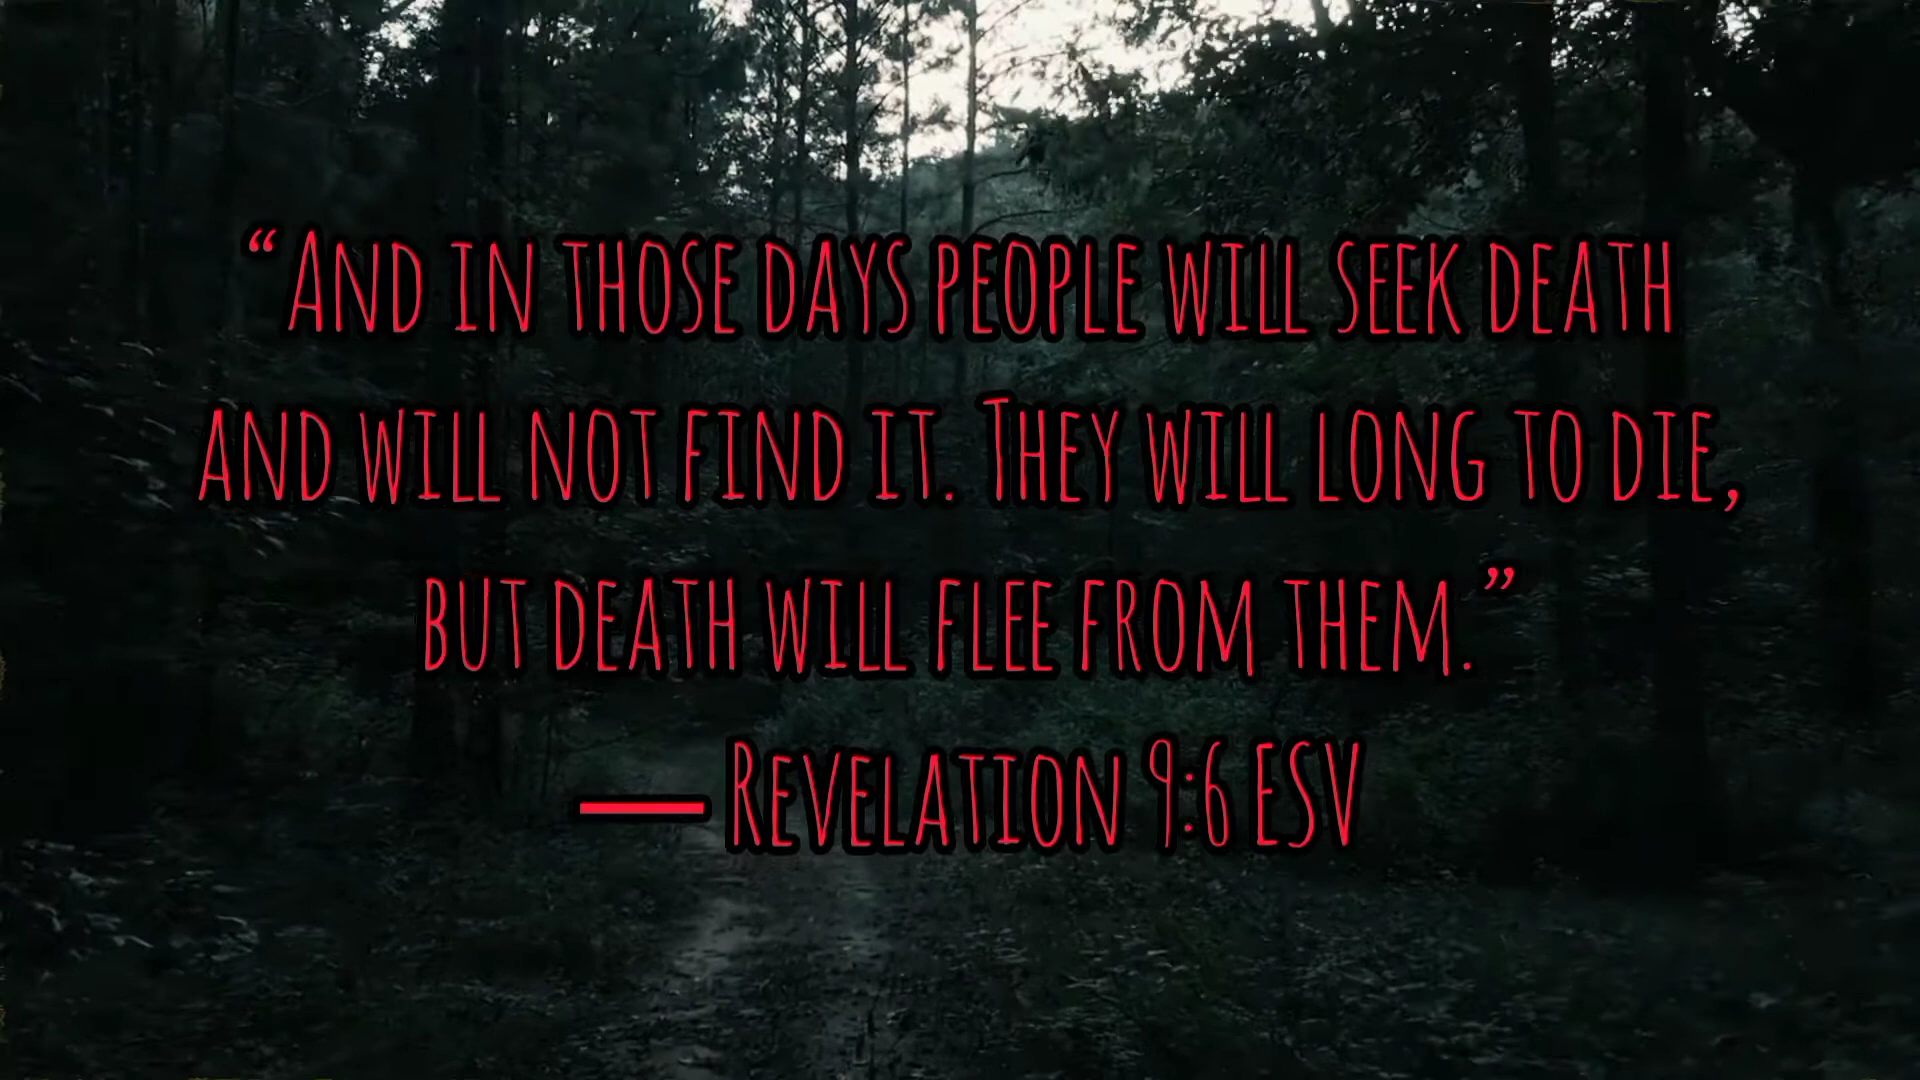 “And in those days people will seek death
and will not find it. They will long to die,
but death will flee from them.”
— Revelation 9:6 ESV